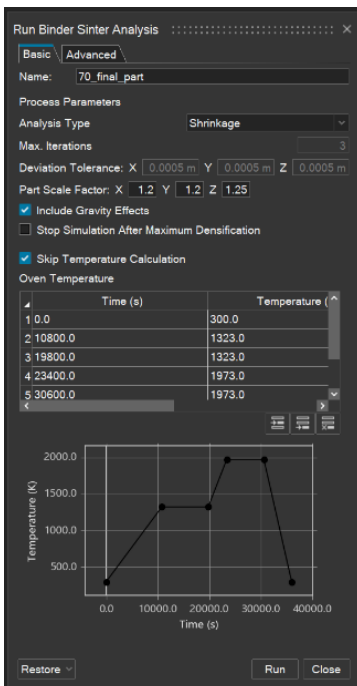 Run Binder Sinter Analysis
Basic Advanced
Name: 70_final_part
Process Parameters
Analysis Type Shrinkage
Max. Iterations 3
Deviation Tolerance: X 0.0005 m Y 0.0005 m Z 0.0005 m
Part Scale Factor: X 1.2 Y 1.2 Z 1.25
Include Gravity Effects
Stop Simulation After Maximum Densification
Skip Temperature Calculation
Oven Temperature
Time (s) Temperature (
1 0.0 300.0
2 10800.0 1323.0
3 19800.0 1323.0
4 23400.0 1973.0
5 30600.0 1973.0
2000.0
1500.0
1000.0
500.0
Temperature (K)
0.0 10000.0 20000.0 30000.0 40000.0
Time (s)
Restore Run Close